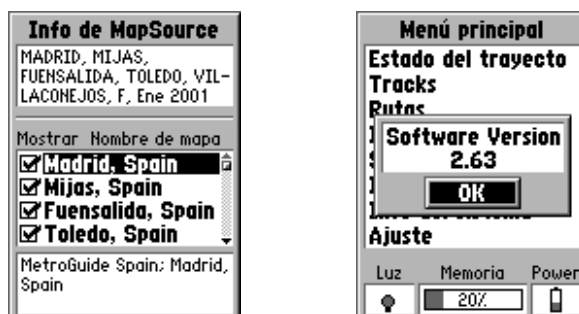 Info de MapSource
MADRID, MIJAS,
FUENSALIDA, TOLEDO, VIL-
LACONEJOS, F, Ene 2001
Mostrar Nombre de mapa
Madrid, Spain
Mijas, Spain
Fuensalida, Spain
Toledo, Spain
MetroGuide Spain; Madrid,
Spain
Menú principal
Estado del trayecto
Tracks
Rutas
Software Version
2.63
OK
Ajuste
Luz Memoria Power
20%